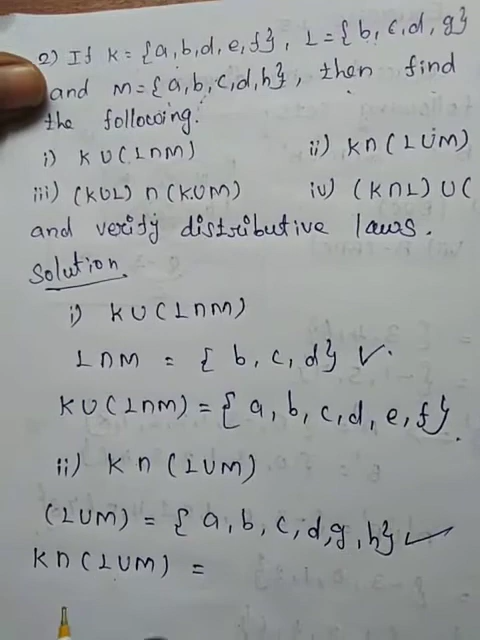 2) If K = {a, b, d, e, f}, L = {b, c, d, g}
and m = {a, b, c, d, h}, then find
the following.
i) K ∪ (L∩M) ii) K∩(L∪M)
iii) (K∪L) ∩ (K∪M) iv) (K∩L) ∪ (
and verify distributive laws.
Solution.
i) K ∪ (L∩M)
L∩M = { b, c, d} ✓.
K∪(L∩M) = { a, b, c, d, e, f}.
ii) K ∩ (L∪M)
(L∪M) = { a, b, c, d, g, h} ✓
K ∩ (L∪M) =